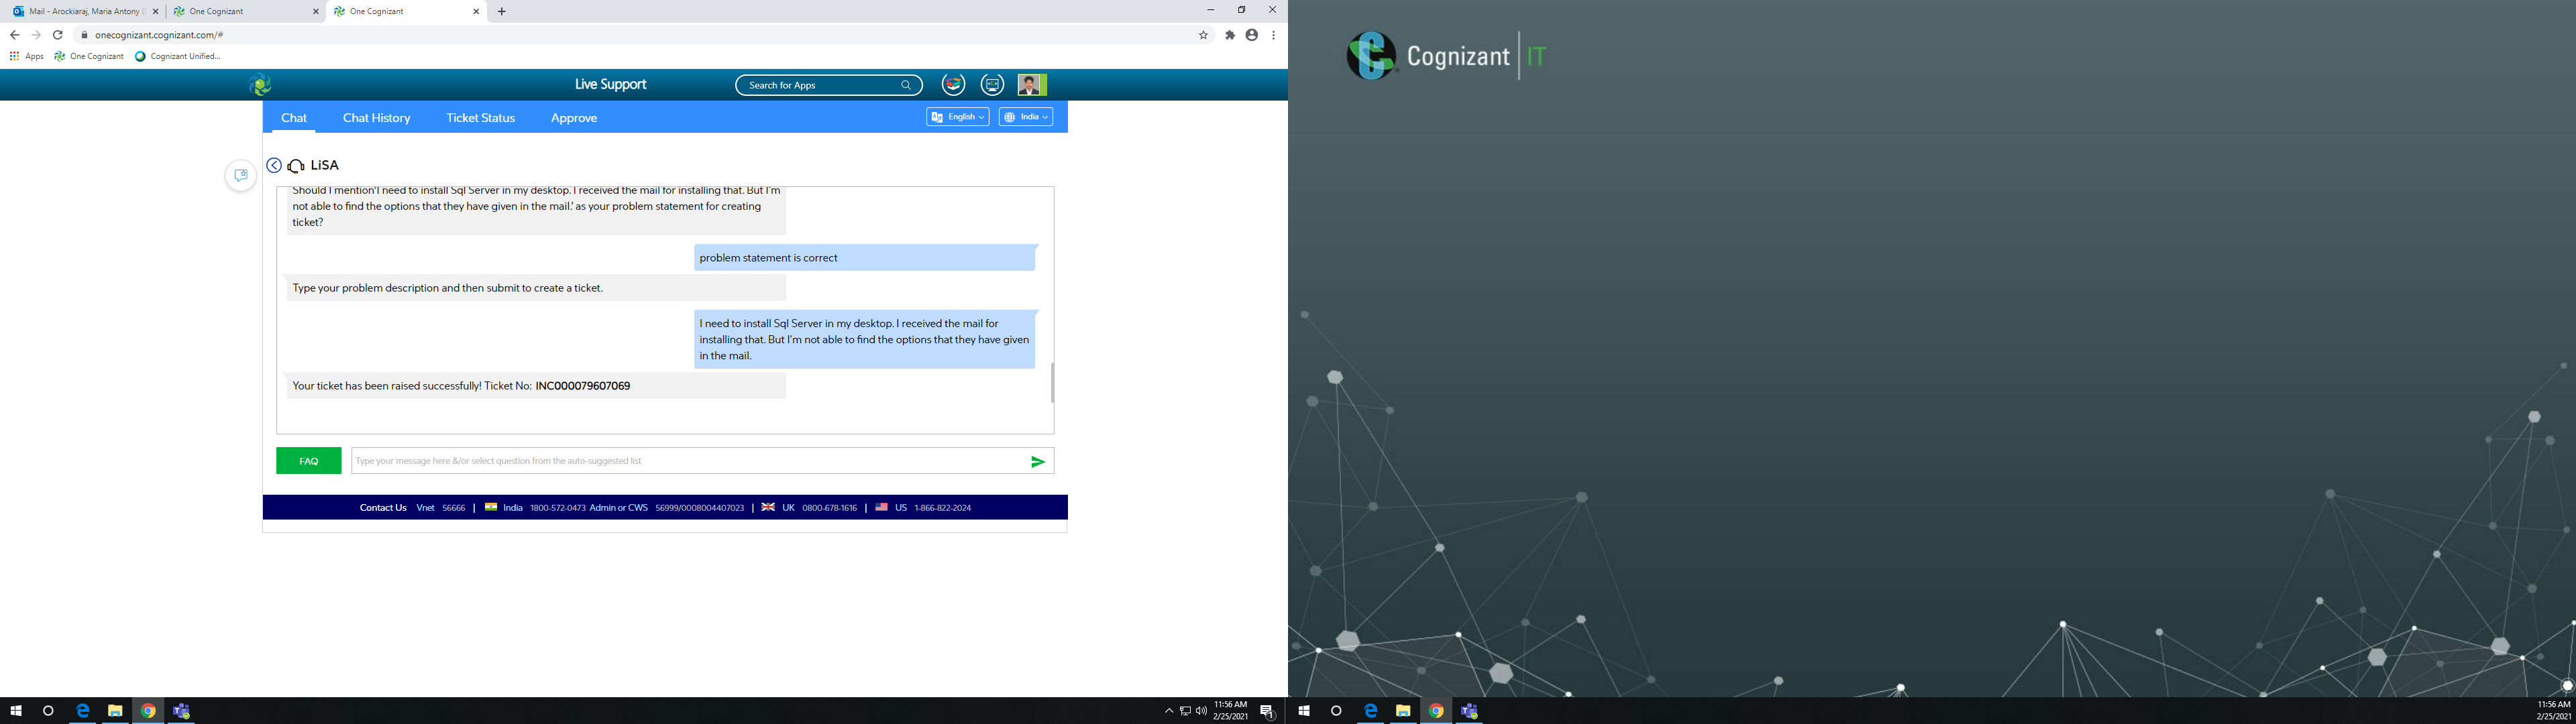 Mail - Arockiaraj, Maria Antony (
One Cognizant
One Cognizant
onecognizant.cognizant.com/#
Apps
One Cognizant
Cognizant Unified...
Live Support
Search for Apps
Chat
Chat History
Ticket Status
Approve
English
India
LiSA
Should I mention'I need to install Sql Server in my desktop. I received the mail for installing that. But I'm
not able to find the options that they have given in the mail.' as your problem statement for creating
ticket?
problem statement is correct
Type your problem description and then submit to create a ticket.
I need to install Sql Server in my desktop. I received the mail for
installing that. But I'm not able to find the options that they have given
in the mail.
Your ticket has been raised successfully! Ticket No: INC000079607069
FAQ
Type your message here &/or select question from the auto-suggested list
Contact Us Vnet 56666 | India 1800-572-0473 Admin or CWS 56999/0008004407023 | UK 0800-678-1616 | US 1-866-822-2024
11:56 AM
2/25/2021
1
Cognizant | IT
11:56 AM
2/25/2021